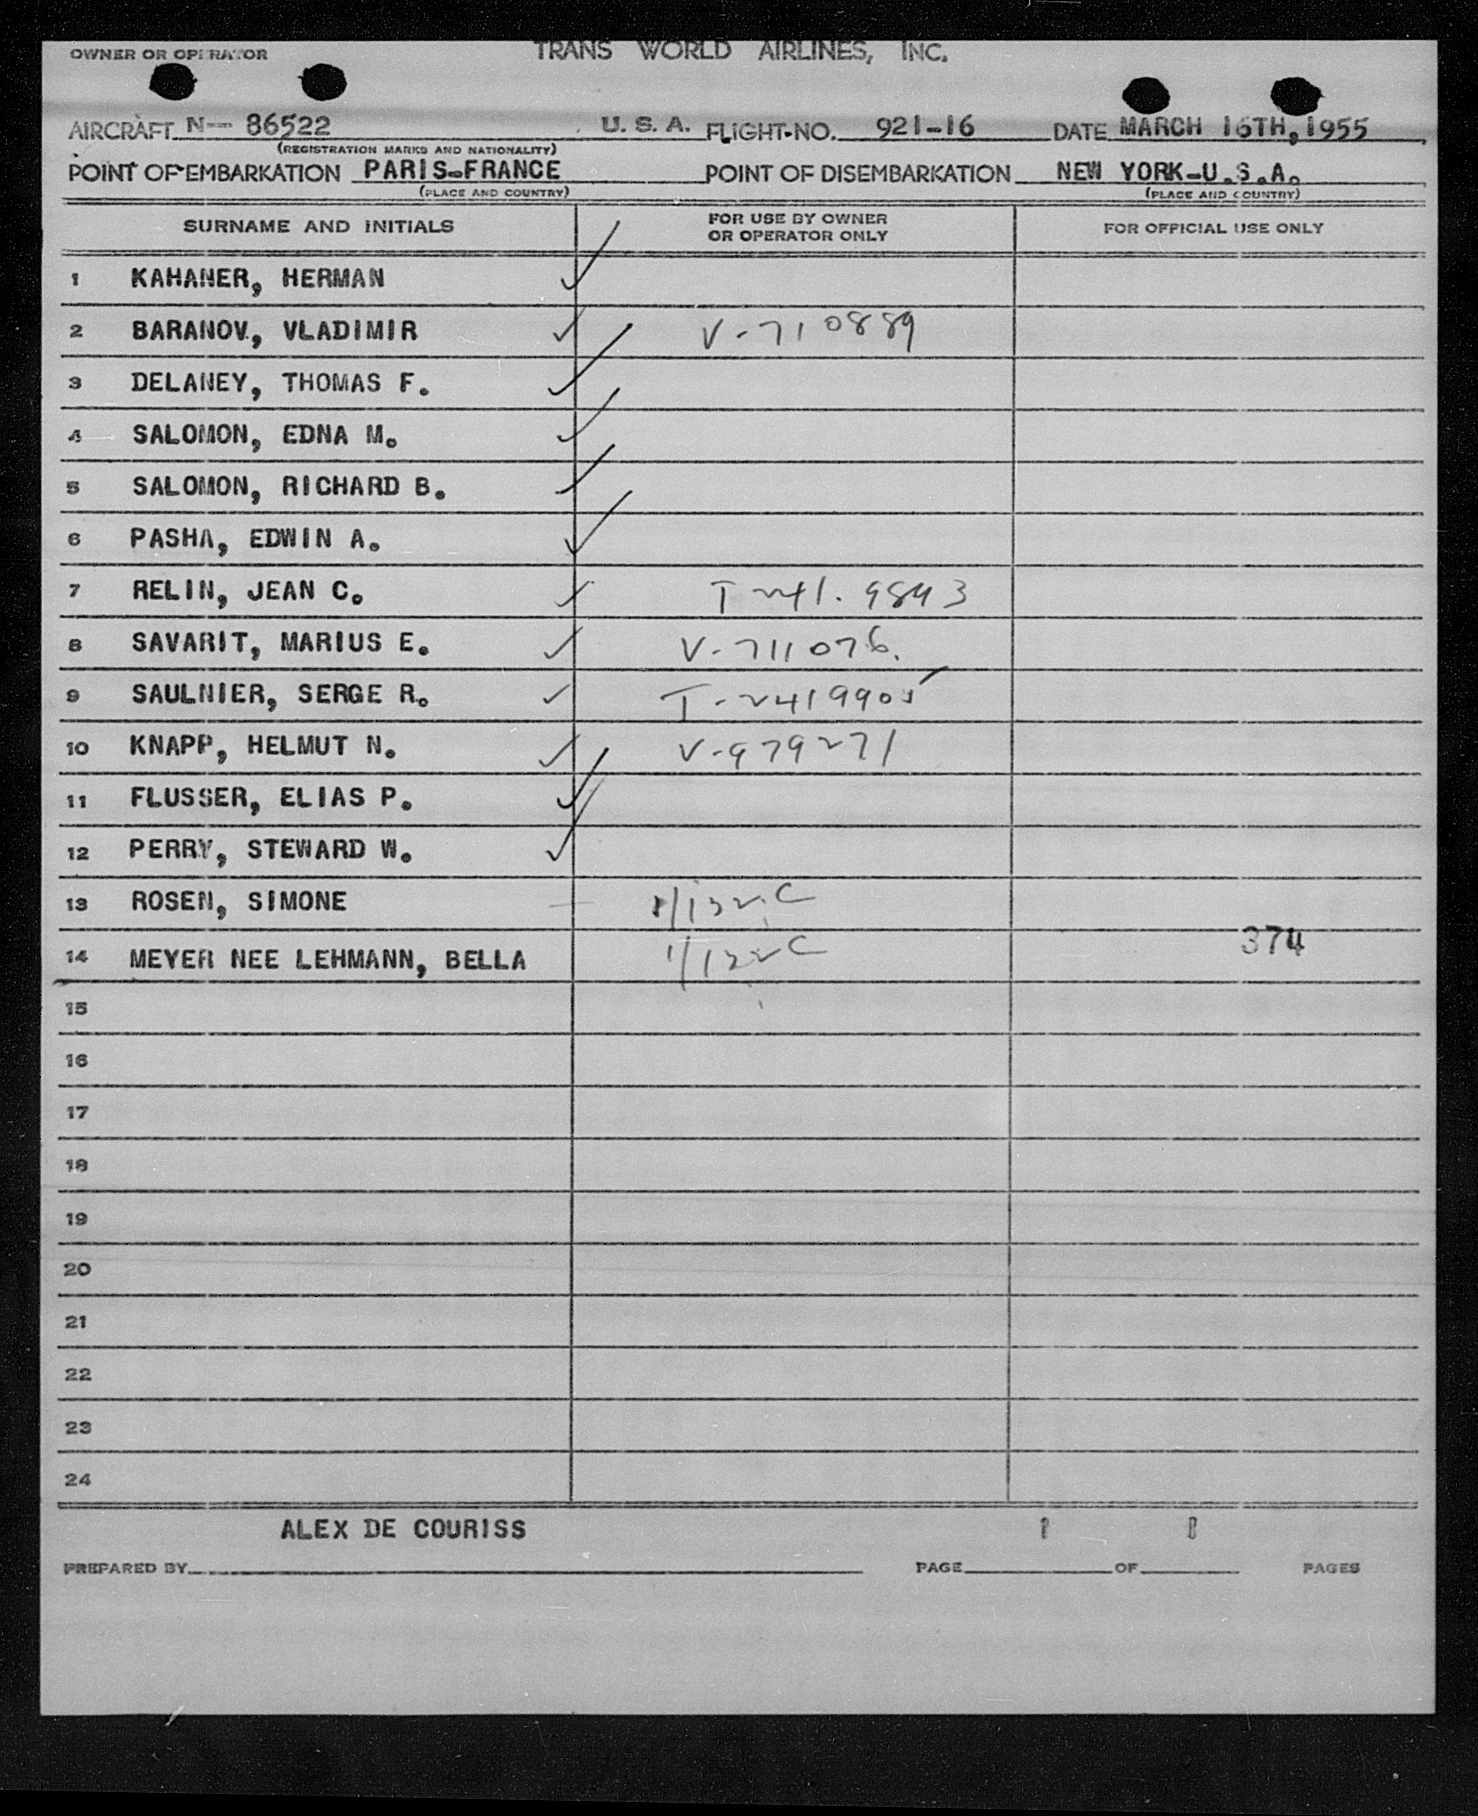 OWNER OR OPERATOR TRANS WORLD AIRLINES, INC.
AIRCRAFT N-- 86522 U. S. A. FLIGHT-NO. 921-16 DATE MARCH 16TH, 1955
(REGISTRATION MARKS AND NATIONALITY)
POINT OF EMBARKATION PARIS-FRANCE POINT OF DISEMBARKATION NEW YORK-U.S.A.
(PLACE AND COUNTRY) (PLACE AND COUNTRY)
SURNAME AND INITIALS FOR USE BY OWNER OR OPERATOR ONLY FOR OFFICIAL USE ONLY
1 KAHANER, HERMAN
2 BARANOV, VLADIMIR V-710889
3 DELANEY, THOMAS F.
4 SALOMON, EDNA M.
5 SALOMON, RICHARD B.
6 PASHA, EDWIN A.
7 RELIN, JEAN C. T-241.9893
8 SAVARIT, MARIUS E. V-711076.
9 SAULNIER, SERGE R. T-2419905
10 KNAPP, HELMUT N. V-979271
11 FLUSSER, ELIAS P.
12 PERRY, STEWARD W.
13 ROSEN, SIMONE
14 MEYER NEE LEHMANN, BELLA 374
15
16
17
18
19
20
21
22
23
24
ALEX DE COURISS 1 1
PREPARED BY PAGE OF PAGES